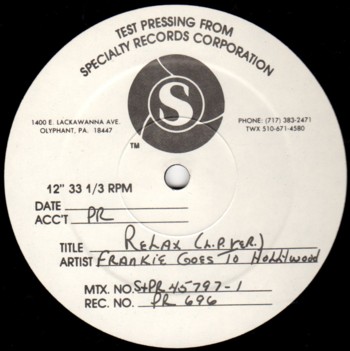 TEST PRESSING FROM
SPECIALTY RECORDS CORPORATION
S
TM
1400 E. LACKAWANNA AVE.
OLYPHANT, PA. 18447
PHONE: (717) 383-2471
TWX 510-671-4580
12" 33 1/3 RPM
DATE
ACC'T PR
TITLE RELAX (L.P. VER.)
ARTIST FRANKIE GOES TO HOLLYWOOD
MTX. NO. StPR 45797-1
REC. NO. PR 696